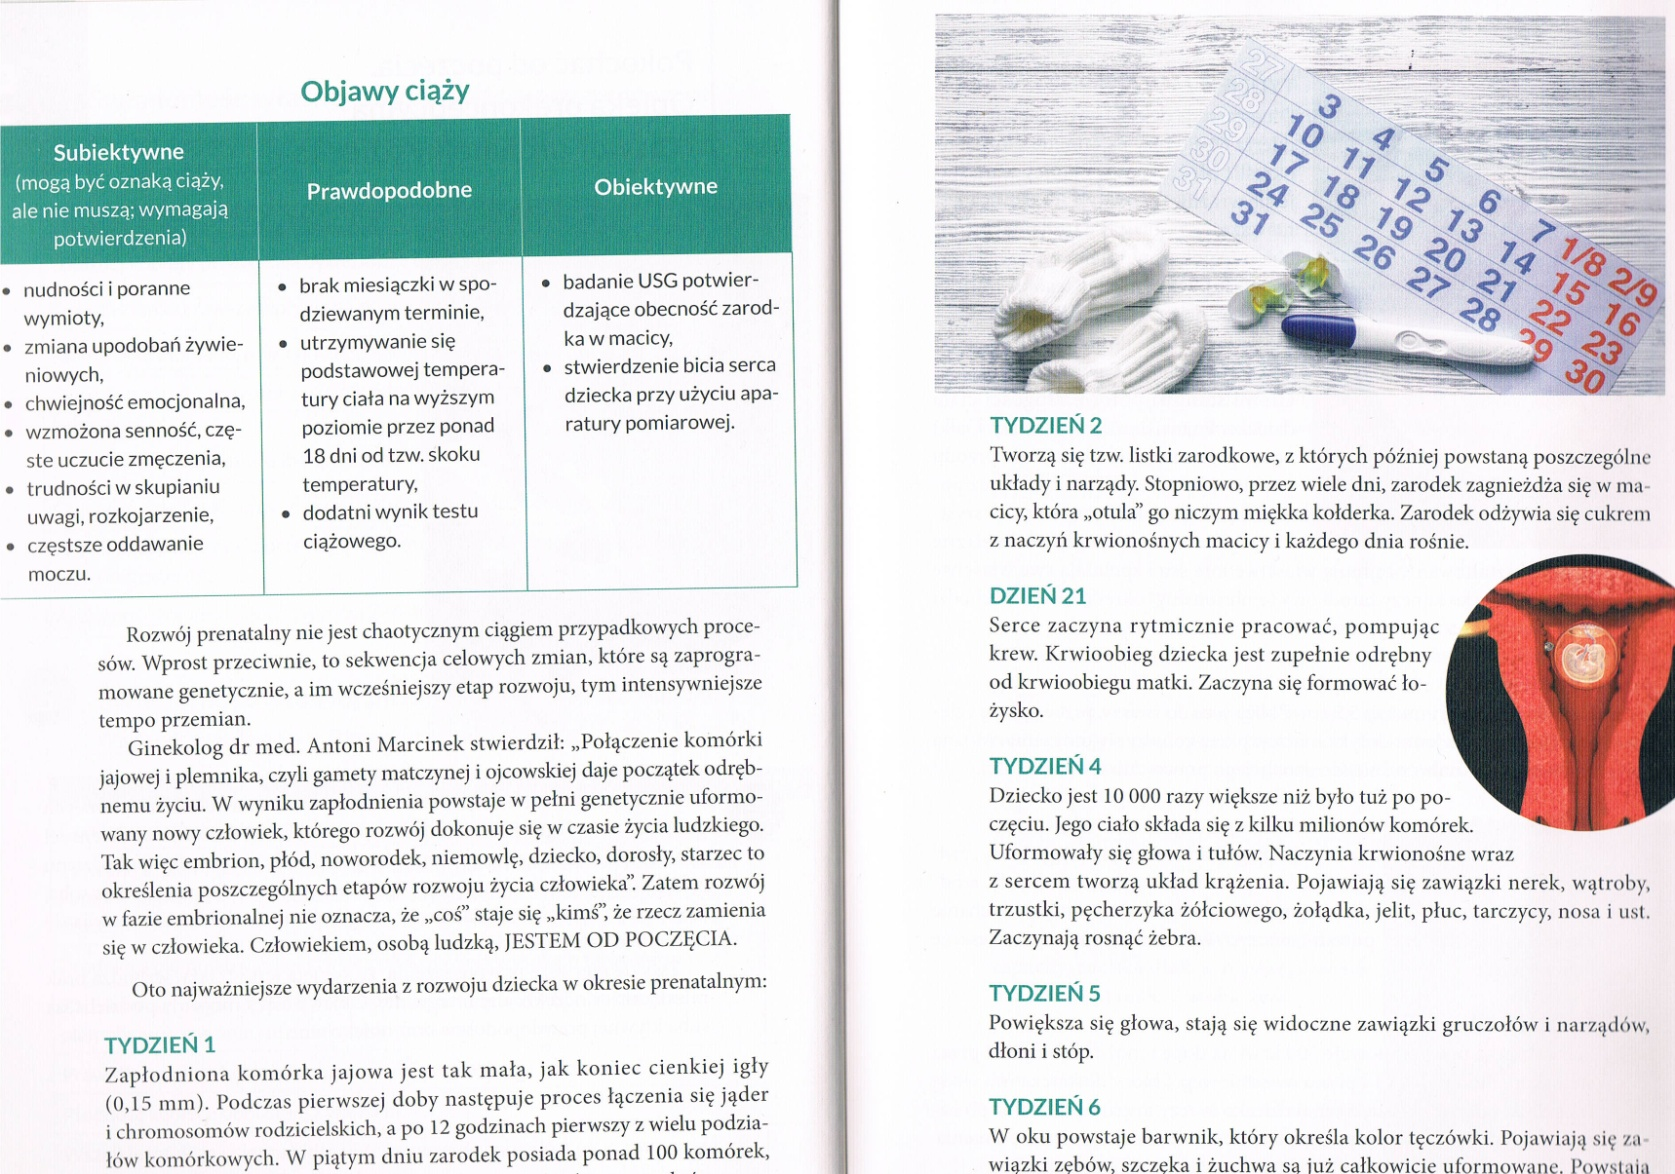 Objawy ciąży
Subiektywne
(mogą być oznaką ciąży,
ale nie muszą; wymagają
potwierdzenia)
Prawdopodobne
Obiektywne
• nudności i poranne
wymioty,
• zmiana upodobań żywie-
niowych,
• chwiejność emocjonalna,
• wzmożona senność, czę-
ste uczucie zmęczenia,
• trudności w skupianiu
uwagi, rozkojarzenie,
• częstsze oddawanie
moczu.
• brak miesiączki w spo-
dziewanym terminie,
• utrzymywanie się
podstawowej tempera-
tury ciała na wyższym
poziomie przez ponad
18 dni od tzw. skoku
temperatury,
• dodatni wynik testu
ciążowego.
• badanie USG potwier-
dzające obecność zarod-
ka w macicy,
• stwierdzenie bicia serca
dziecka przy użyciu apa-
ratury pomiarowej.
Rozwój prenatalny nie jest chaotycznym ciągiem przypadkowych proce-
sów. Wprost przeciwnie, to sekwencja celowych zmian, które są zaprogra-
mowane genetycznie, a im wcześniejszy etap rozwoju, tym intensywniejsze
tempo przemian.
Ginekolog dr med. Antoni Marcinek stwierdził: „Połączenie komórki
jajowej i plemnika, czyli gamety matczynej i ojcowskiej daje początek odręb-
nemu życiu. W wyniku zapłodnienia powstaje w pełni genetycznie uformo-
wany nowy człowiek, którego rozwój dokonuje się w czasie życia ludzkiego.
Tak więc embrion, płód, noworodek, niemowlę, dziecko, dorosły, starzec to
określenia poszczególnych etapów rozwoju życia człowieka”. Zatem rozwój
w fazie embrionalnej nie oznacza, że „coś” staje się „kimś”, że rzecz zamienia
się w człowieka. Człowiekiem, osobą ludzką, JESTEM OD POCZĘCIA.
Oto najważniejsze wydarzenia z rozwoju dziecka w okresie prenatalnym:
TYDZIEŃ 1
Zapłodniona komórka jajowa jest tak mała, jak koniec cienkiej igły
(0,15 mm). Podczas pierwszej doby następuje proces łączenia się jąder
i chromosomów rodzicielskich, a po 12 godzinach pierwszy z wielu podzia-
łów komórkowych. W piątym dniu zarodek posiada ponad 100 komórek,
27 3 4 5 6 7 1/8 2/9
28 10 11 12 13 14 15 16
29 17 18 19 20 21 22 23
30 24 25 26 27 28 29 30
31 31
TYDZIEŃ 2
Tworzą się tzw. listki zarodkowe, z których później powstaną poszczególne
układy i narządy. Stopniowo, przez wiele dni, zarodek zagnieżdża się w ma-
cicy, która „otula” go niczym miękka kołderka. Zarodek odżywia się cukrem
z naczyń krwionośnych macicy i każdego dnia rośnie.
DZIEŃ 21
Serce zaczyna rytmicznie pracować, pompując
krew. Krwioobieg dziecka jest zupełnie odrębny
od krwioobiegu matki. Zaczyna się formować ło-
żysko.
TYDZIEŃ 4
Dziecko jest 10 000 razy większe niż było tuż po po-
częciu. Jego ciało składa się z kilku milionów komórek.
Uformowały się głowa i tułów. Naczynia krwionośne wraz
z sercem tworzą układ krążenia. Pojawiają się zawiązki nerek, wątroby,
trzustki, pęcherzyka żółciowego, żołądka, jelit, płuc, tarczycy, nosa i ust.
Zaczynają rosnąć żebra.
TYDZIEŃ 5
Powiększa się głowa, stają się widoczne zawiązki gruczołów i narządów,
dłoni i stóp.
TYDZIEŃ 6
W oku powstaje barwnik, który określa kolor tęczówki. Pojawiają się za-
wiązki zębów, szczęka i żuchwa są już całkowicie uformowane. Powstają